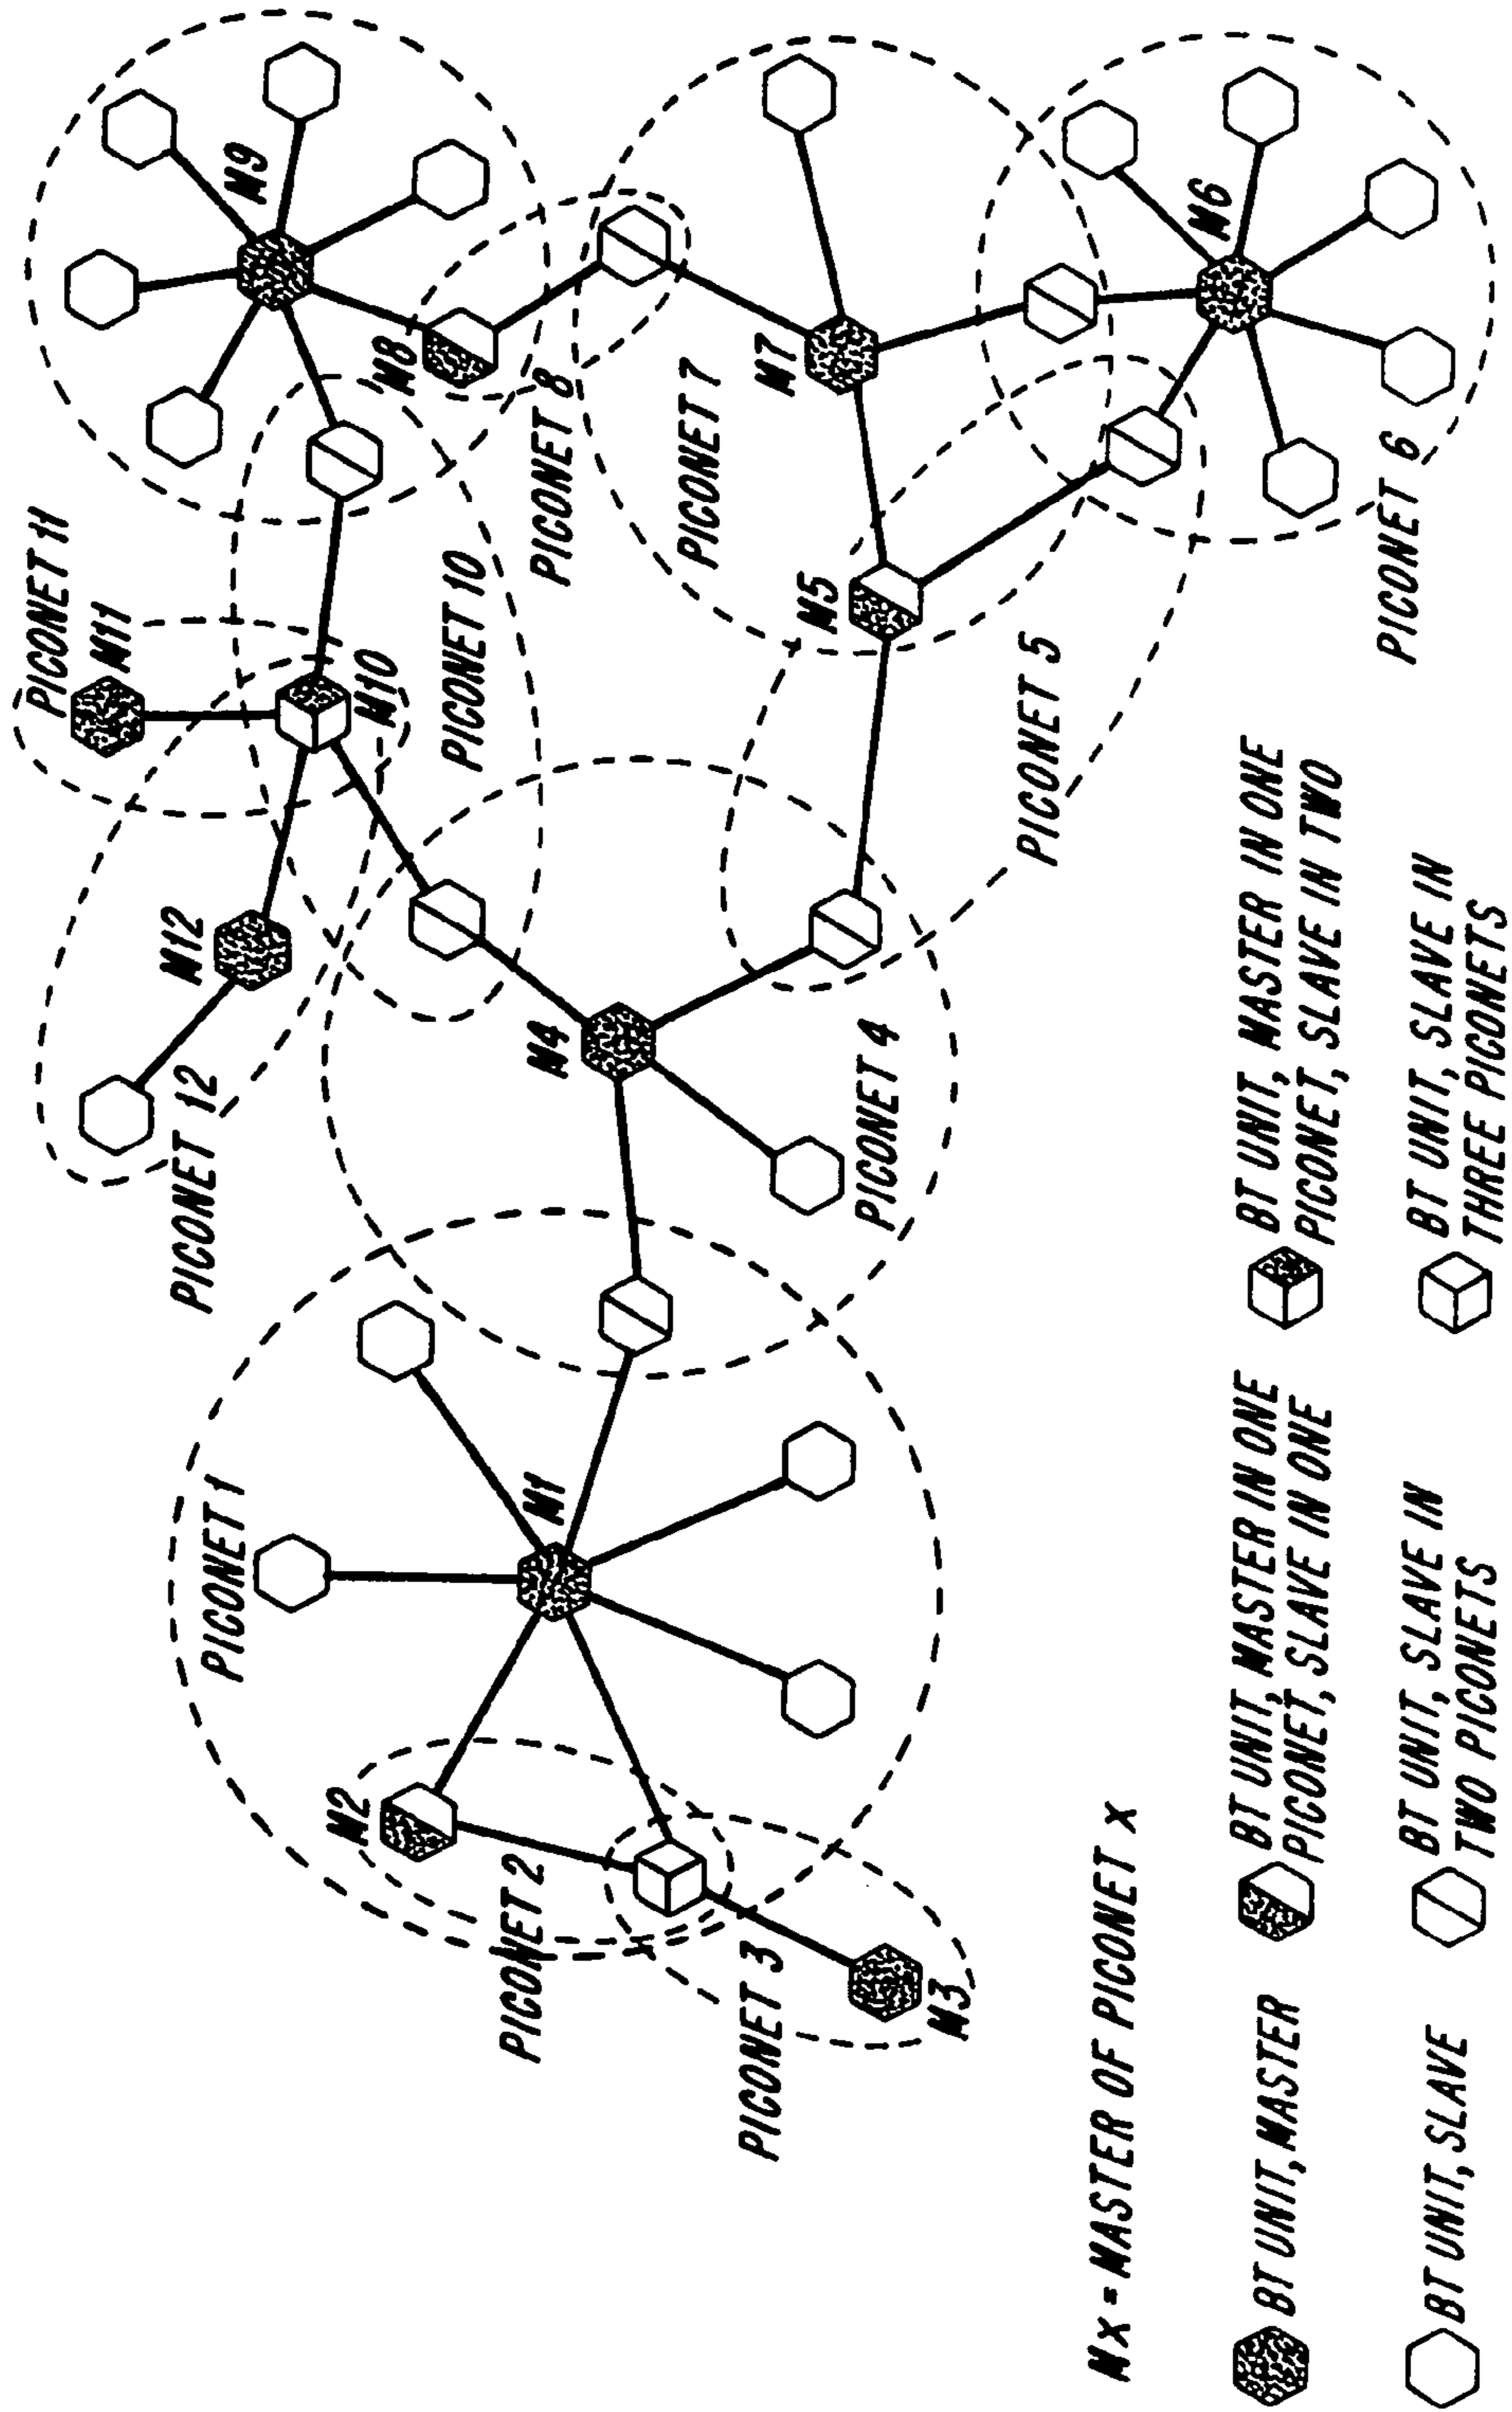 PICONET 11
M11
M9
M12
M10
M8
PICONET 12
PICONET 10
PICONET 8
PICONET 1
M1
M4
PICONET 7
M7
M2
PICONET 2
PICONET 4
M5
M6
PICONET 3
M3
PICONET 5
PICONET 6
Mx = MASTER OF PICONET X
BT UNIT, MASTER
BT UNIT, MASTER IN ONE
PICONET, SLAVE IN ONE
BT UNIT, MASTER IN ONE
PICONET, SLAVE IN TWO
BT UNIT, SLAVE
BT UNIT, SLAVE IN
TWO PICONETS
BT UNIT, SLAVE IN
THREE PICONETS